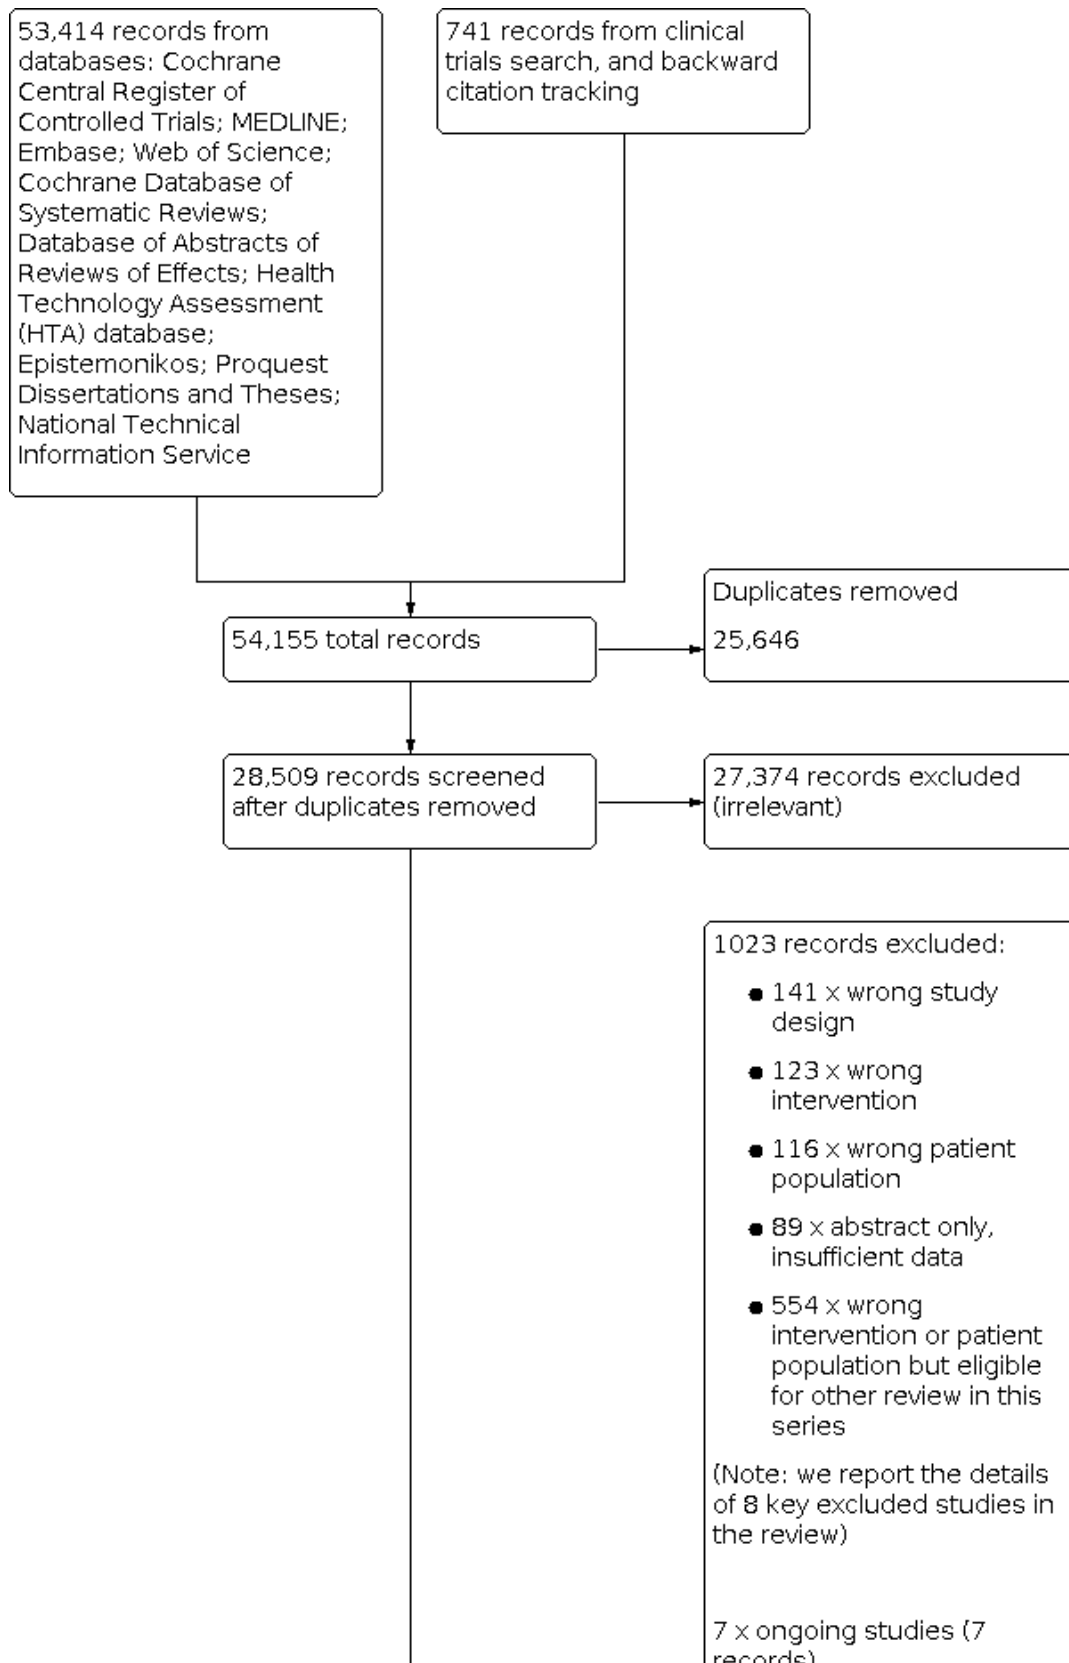 53,414 records from
databases: Cochrane
Central Register of
Controlled Trials; MEDLINE;
Embase; Web of Science;
Cochrane Database of
Systematic Reviews;
Database of Abstracts of
Reviews of Effects; Health
Technology Assessment
(HTA) database;
Epistemonikos; Proquest
Dissertations and Theses;
National Technical
Information Service
741 records from clinical
trials search, and backward
citation tracking
54,155 total records
Duplicates removed
25,646
28,509 records screened
after duplicates removed
27,374 records excluded
(irrelevant)
1023 records excluded:
● 141 x wrong study
design
● 123 x wrong
intervention
● 116 x wrong patient
population
● 89 x abstract only,
insufficient data
● 554 x wrong
intervention or patient
population but eligible
for other review in this
series
(Note: we report the details
of 8 key excluded studies in
the review)
7 x ongoing studies (7
records)